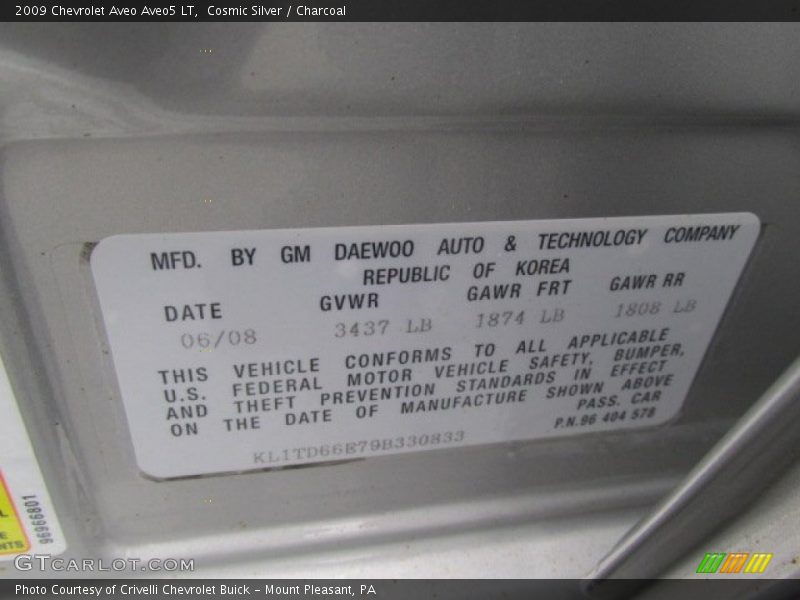 2009 Chevrolet Aveo Aveo5 LT, Cosmic Silver / Charcoal
MFD. BY GM DAEWOO AUTO & TECHNOLOGY COMPANY
REPUBLIC OF KOREA
DATE GVWR GAWR FRT GAWR RR
06/08 3437 LB 1874 LB 1808 LB
THIS VEHICLE CONFORMS TO ALL APPLICABLE
U.S. FEDERAL MOTOR VEHICLE SAFETY, BUMPER,
AND THEFT PREVENTION STANDARDS IN EFFECT
ON THE DATE OF MANUFACTURE SHOWN ABOVE
PASS. CAR
KL1TD66E79B330833 P.N.96 404 578
96966801
GTCARLOT.COM
Photo Courtesy of Crivelli Chevrolet Buick – Mount Pleasant, PA